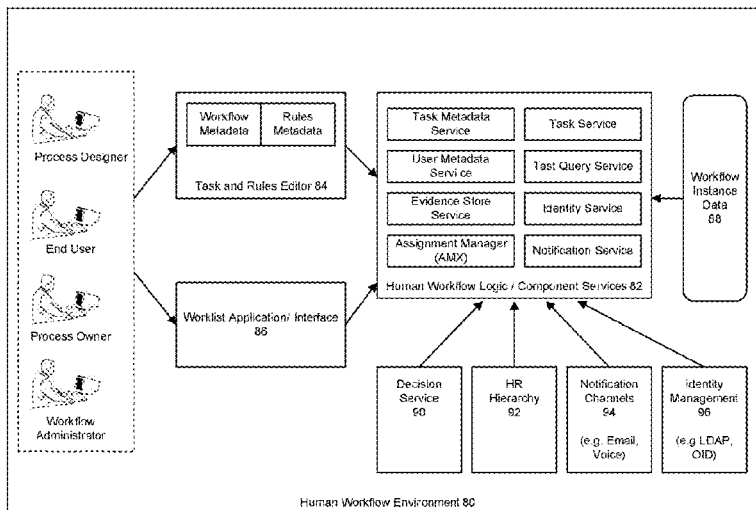 Process Designer
End User
Process Owner
Workflow
Administrator
Workflow
Metadata
Rules
Metadata
Task and Rules Editor 84
Worklist Application/ Interface
86
Task Metadata
Service
Task Service
User Metadata
Service
Test Query Service
Evidence Store
Service
Identity Service
Assignment Manager
(AMX)
Notification Service
Human Workflow Logic / Component Services 82
Workflow
Instance
Data
88
Decision
Service
90
HR
Hierarchy
92
Notification
Channels
94
(e.g. Email,
Voice)
Identity
Management
96
(e.g LDAP,
OID)
Human Workflow Environment 80